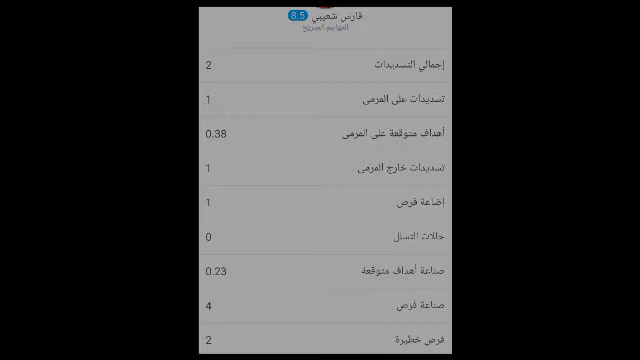 فارس شعيبي 8.5
المهاجم الصريح
إجمالي التسديدات 2
تسديدات على المرمى 1
أهداف متوقعة على المرمى 0.38
تسديدات خارج المرمى 1
إضاعة فرص 1
حالات التسلل 0
صناعة أهداف متوقعة 0.23
صناعة فرص 4
فرص خطيرة 2